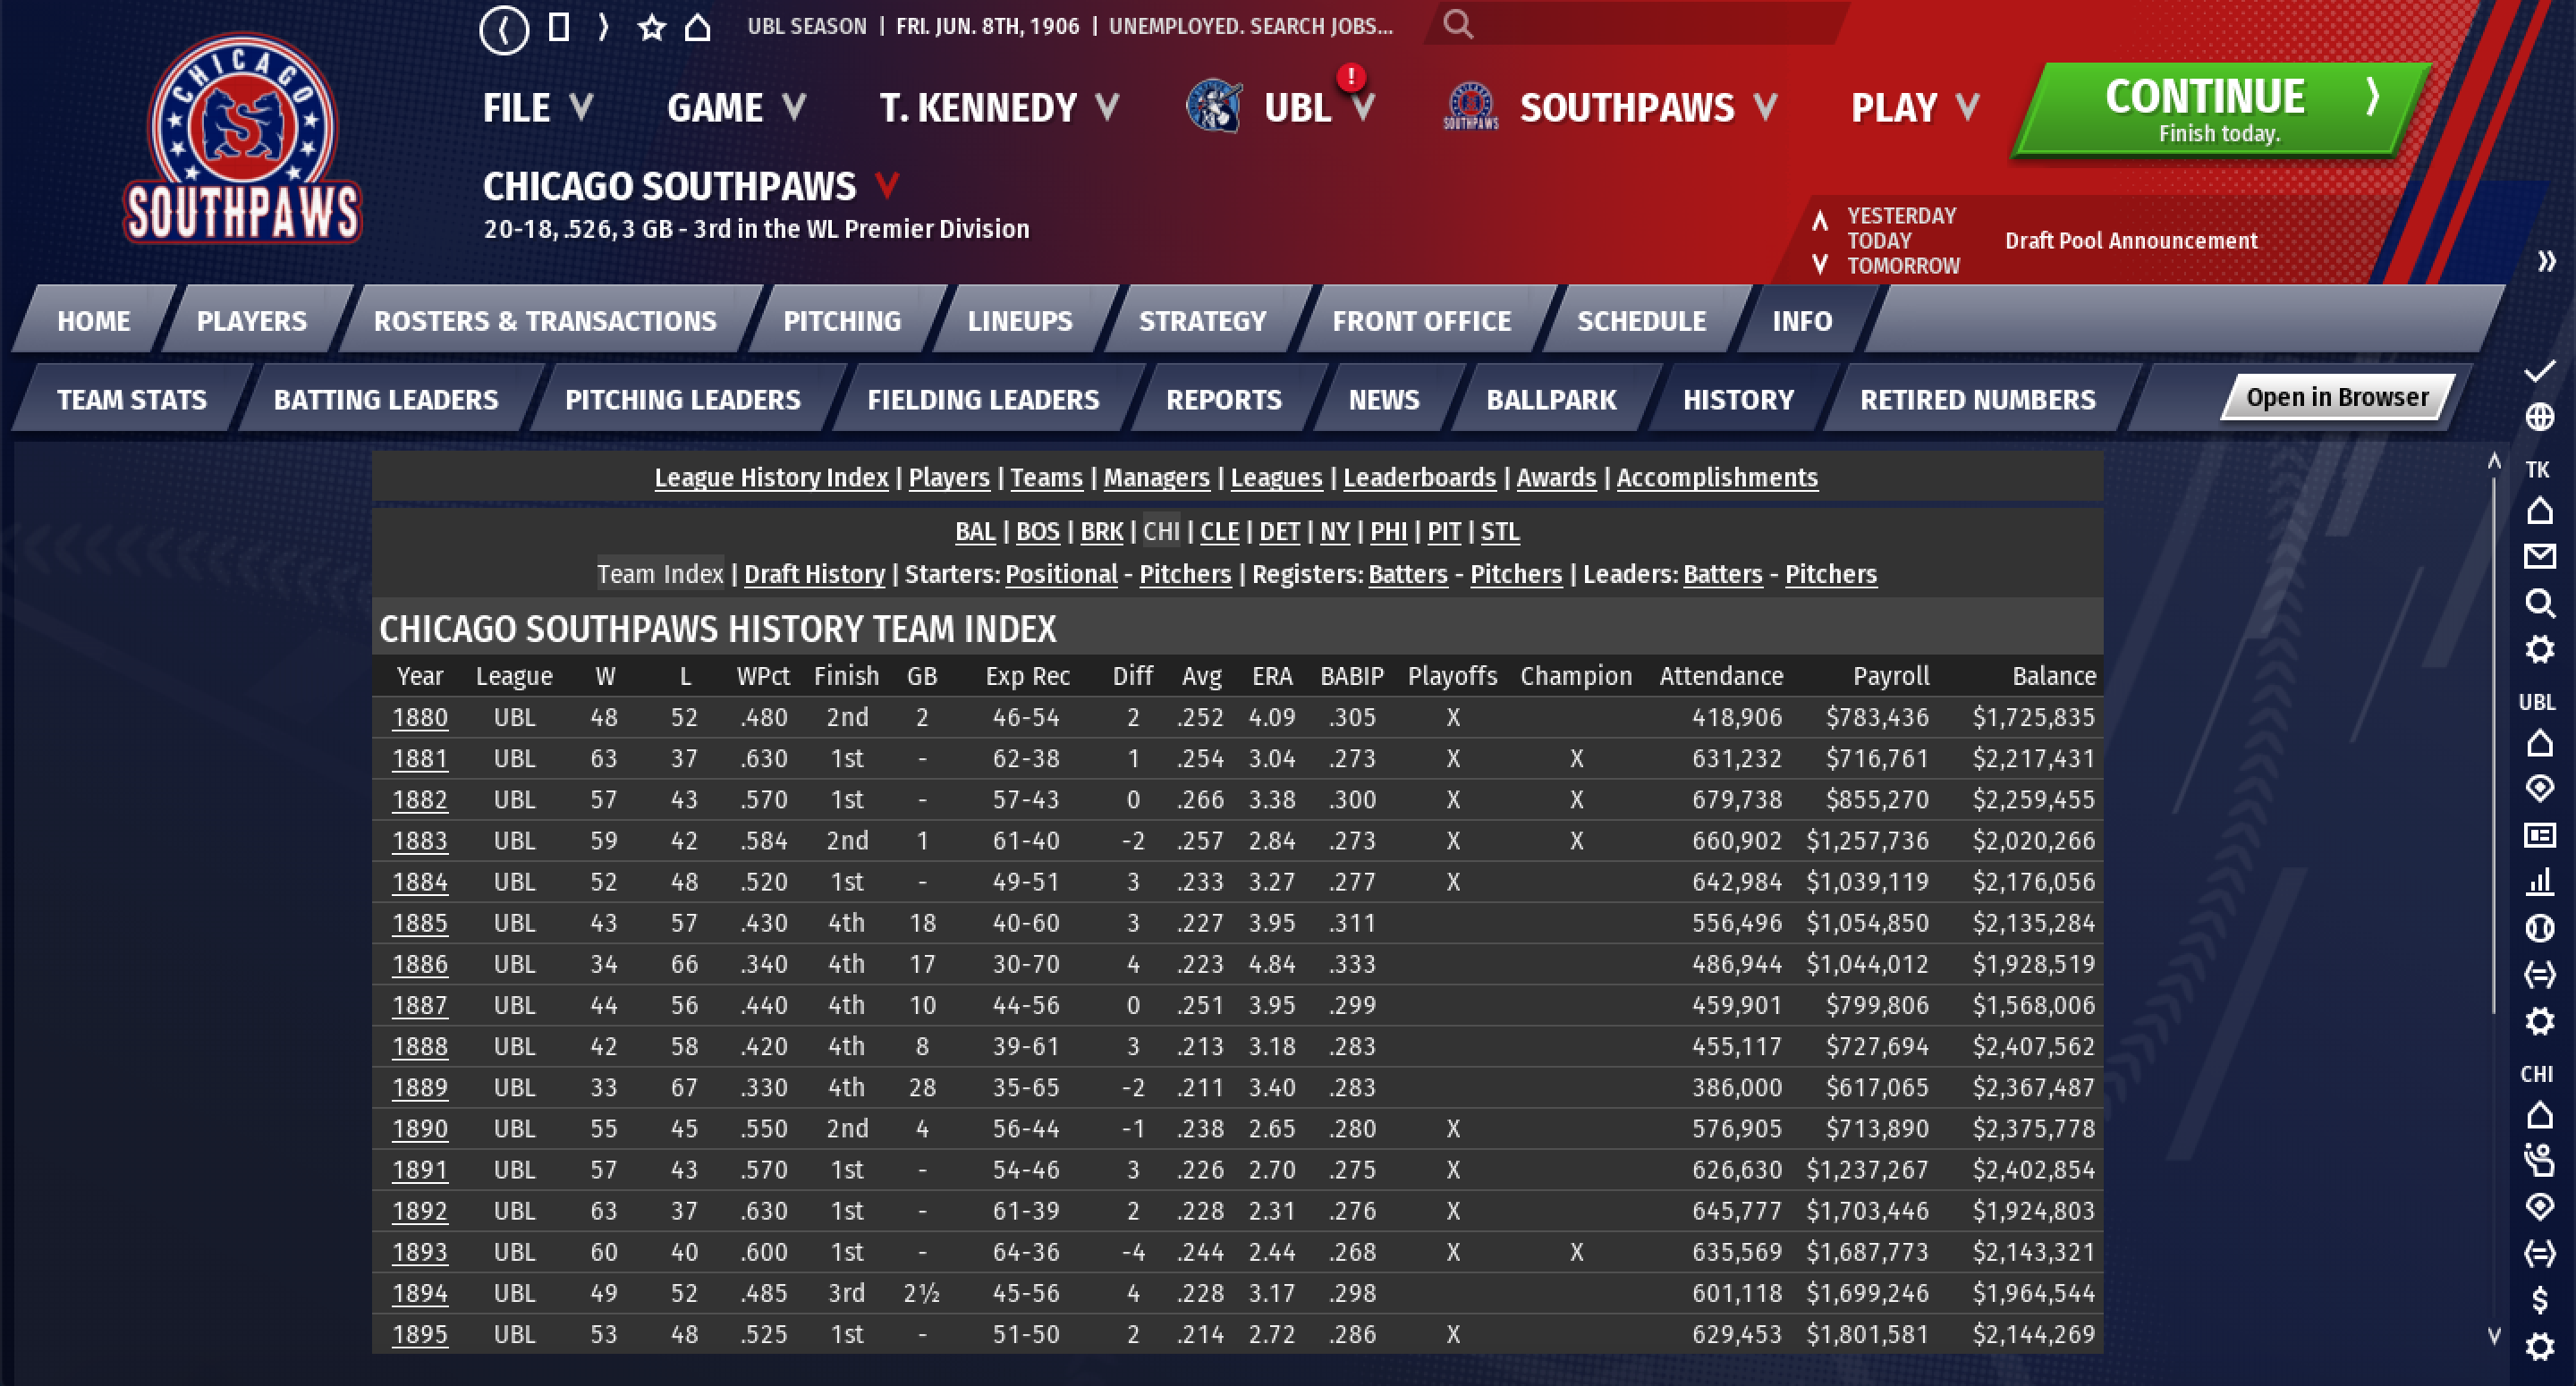 UBL SEASON | FRI. JUN. 8TH, 1906 | UNEMPLOYED. SEARCH JOBS...
CHICAGO
S
SOUTHPAWS
FILE GAME T. KENNEDY UBL ! SOUTHPAWS SOUTHPAWS PLAY
CONTINUE
Finish today.
CHICAGO SOUTHPAWS
20-18, .526, 3 GB - 3rd in the WL Premier Division
YESTERDAY
TODAY Draft Pool Announcement
TOMORROW
HOME PLAYERS ROSTERS & TRANSACTIONS PITCHING LINEUPS STRATEGY FRONT OFFICE SCHEDULE INFO
TEAM STATS BATTING LEADERS PITCHING LEADERS FIELDING LEADERS REPORTS NEWS BALLPARK HISTORY RETIRED NUMBERS Open in Browser
League History Index | Players | Teams | Managers | Leagues | Leaderboards | Awards | Accomplishments
BAL | BOS | BRK | CHI | CLE | DET | NY | PHI | PIT | STL
Team Index | Draft History | Starters: Positional - Pitchers | Registers: Batters - Pitchers | Leaders: Batters - Pitchers
CHICAGO SOUTHPAWS HISTORY TEAM INDEX
Year League W L WPct Finish GB Exp Rec Diff Avg ERA BABIP Playoffs Champion Attendance Payroll Balance
1880 UBL 48 52 .480 2nd 2 46-54 2 .252 4.09 .305 X 418,906 $783,436 $1,725,835
1881 UBL 63 37 .630 1st - 62-38 1 .254 3.04 .273 X X 631,232 $716,761 $2,217,431
1882 UBL 57 43 .570 1st - 57-43 0 .266 3.38 .300 X X 679,738 $855,270 $2,259,455
1883 UBL 59 42 .584 2nd 1 61-40 -2 .257 2.84 .273 X X 660,902 $1,257,736 $2,020,266
1884 UBL 52 48 .520 1st - 49-51 3 .233 3.27 .277 X 642,984 $1,039,119 $2,176,056
1885 UBL 43 57 .430 4th 18 40-60 3 .227 3.95 .311 556,496 $1,054,850 $2,135,284
1886 UBL 34 66 .340 4th 17 30-70 4 .223 4.84 .333 486,944 $1,044,012 $1,928,519
1887 UBL 44 56 .440 4th 10 44-56 0 .251 3.95 .299 459,901 $799,806 $1,568,006
1888 UBL 42 58 .420 4th 8 39-61 3 .213 3.18 .283 455,117 $727,694 $2,407,562
1889 UBL 33 67 .330 4th 28 35-65 -2 .211 3.40 .283 386,000 $617,065 $2,367,487
1890 UBL 55 45 .550 2nd 4 56-44 -1 .238 2.65 .280 X 576,905 $713,890 $2,375,778
1891 UBL 57 43 .570 1st - 54-46 3 .226 2.70 .275 X 626,630 $1,237,267 $2,402,854
1892 UBL 63 37 .630 1st - 61-39 2 .228 2.31 .276 X 645,777 $1,703,446 $1,924,803
1893 UBL 60 40 .600 1st - 64-36 -4 .244 2.44 .268 X X 635,569 $1,687,773 $2,143,321
1894 UBL 49 52 .485 3rd 2½ 45-56 4 .228 3.17 .298 601,118 $1,699,246 $1,964,544
1895 UBL 53 48 .525 1st - 51-50 2 .214 2.72 .286 X 629,453 $1,801,581 $2,144,269
TK
UBL
CHI
$